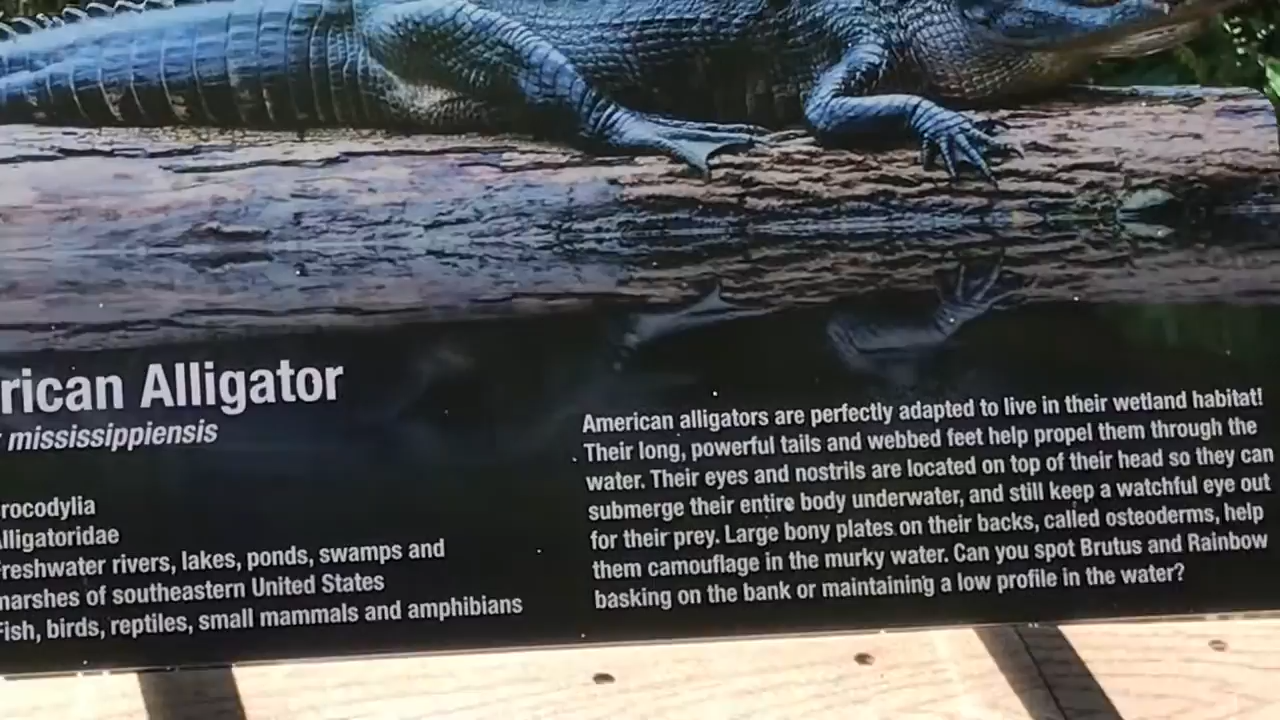 rican Alligator
mississippiensis
rocodylia
lligatoridae
reshwater rivers, lakes, ponds, swamps and
marshes of southeastern United States
Fish, birds, reptiles, small mammals and amphibians
American alligators are perfectly adapted to live in their wetland habitat!
Their long, powerful tails and webbed feet help propel them through the
water. Their eyes and nostrils are located on top of their head so they can
submerge their entire body underwater, and still keep a watchful eye out
for their prey. Large bony plates on their backs, called osteoderms, help
them camouflage in the murky water. Can you spot Brutus and Rainbow
basking on the bank or maintaining a low profile in the water?